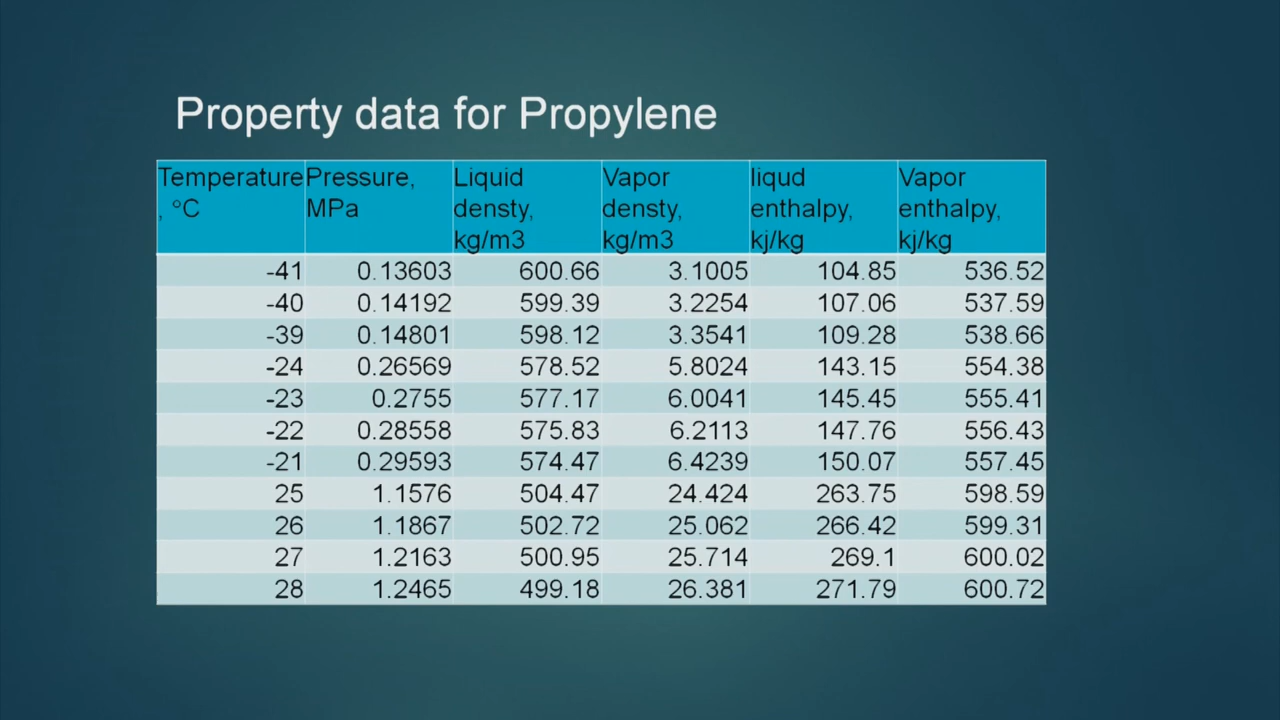 Property data for Propylene
Temperature Pressure, Liquid Vapor liqud Vapor
, °C MPa densty, densty, enthalpy, enthalpy,
kg/m3 kg/m3 kj/kg kj/kg
-41 0.13603 600.66 3.1005 104.85 536.52
-40 0.14192 599.39 3.2254 107.06 537.59
-39 0.14801 598.12 3.3541 109.28 538.66
-24 0.26569 578.52 5.8024 143.15 554.38
-23 0.2755 577.17 6.0041 145.45 555.41
-22 0.28558 575.83 6.2113 147.76 556.43
-21 0.29593 574.47 6.4239 150.07 557.45
25 1.1576 504.47 24.424 263.75 598.59
26 1.1867 502.72 25.062 266.42 599.31
27 1.2163 500.95 25.714 269.1 600.02
28 1.2465 499.18 26.381 271.79 600.72